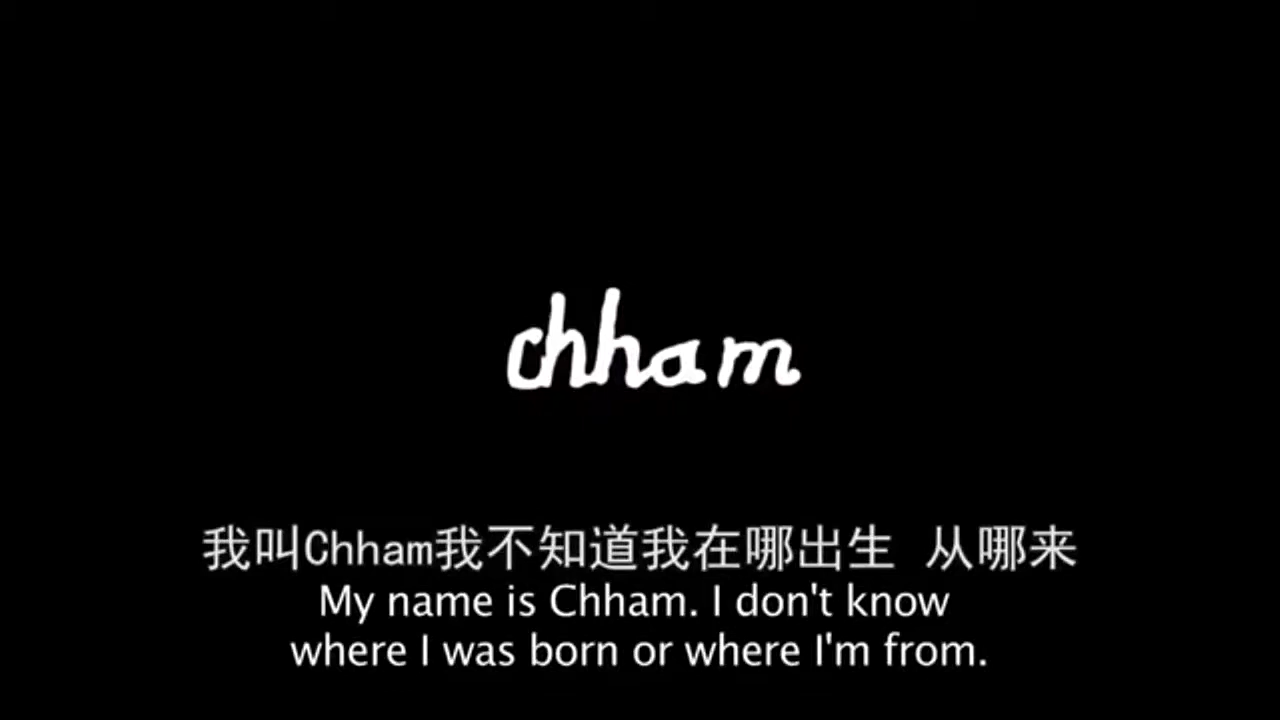 chham
我叫Chham我不知道我在哪出生 从哪来
My name is Chham. I don't know
where I was born or where I'm from.